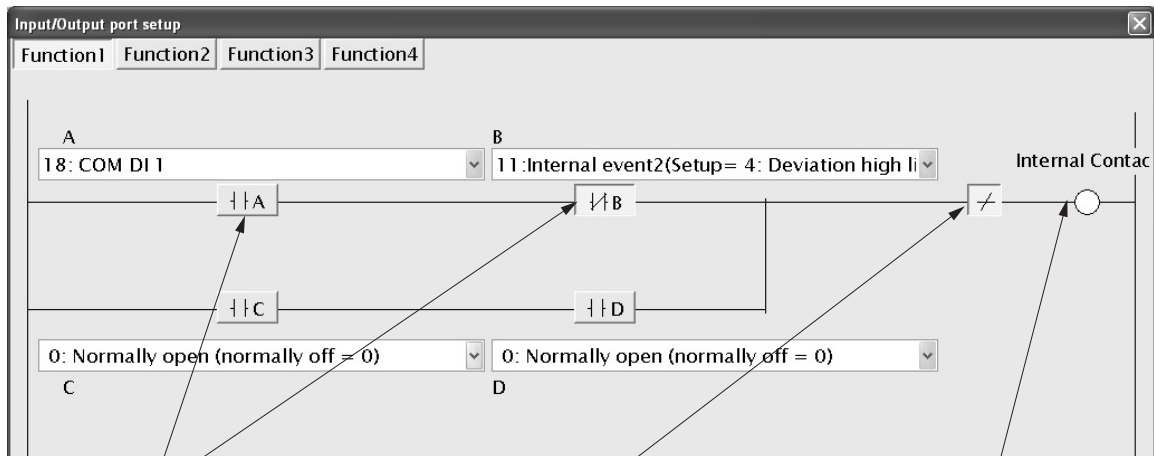 Input/Output port setup
Function1 Function2 Function3 Function4
A B
18: COM DI 1 11:Internal event2(Setup= 4: Deviation high li
Internal Contac
A B
C D
0: Normally open (normally off = 0) 0: Normally open (normally off = 0)
C D